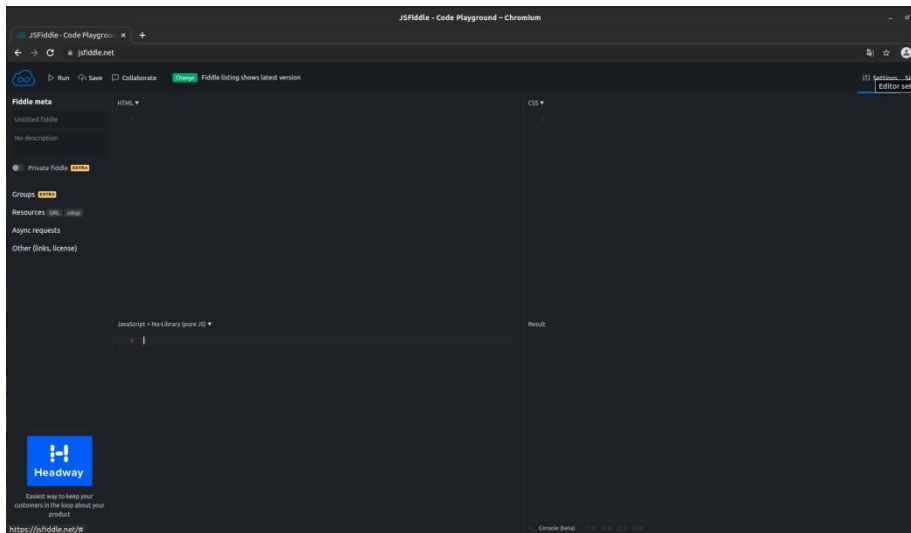 JSFiddle - Code Playground – Chromium
JSFiddle - Code Playgrou
jsfiddle.net
Run Save Collaborate Change Fiddle listing shows latest version
Settings
Editor set
Fiddle meta
Untitled fiddle
No description
Private fiddle EXTRA
Groups EXTRA
Resources URL cdnjs
Async requests
Other (links, license)
HTML ▼
1
CSS ▼
1
JavaScript + No-Library (pure JS) ▼
1
Result
Headway
Easiest way to keep your
customers in the loop about your
product
https://jsfiddle.net/#
Console (beta)